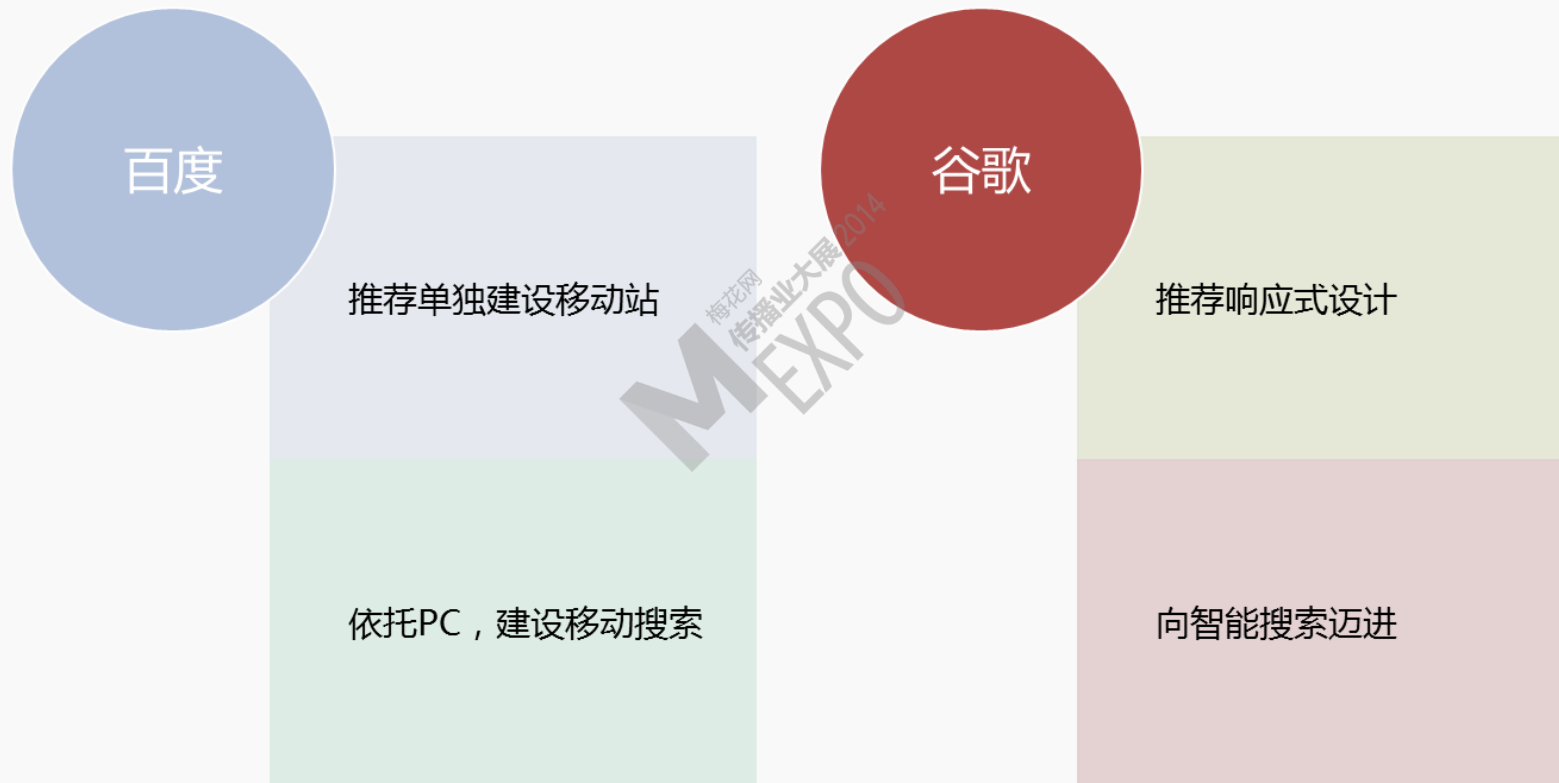 百度
推荐单独建设移动站
依托PC，建设移动搜索
谷歌
推荐响应式设计
向智能搜索迈进
梅花网
传播业大展2014
MEXPO